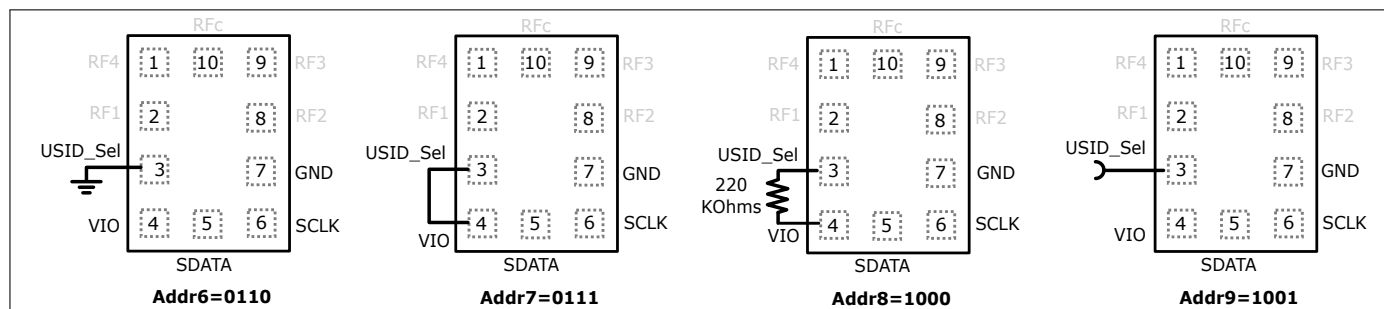 RFc RFc RFc RFc
RF4 1 10 9 RF3 RF4 1 10 9 RF3 RF4 1 10 9 RF3 RF4 1 10 9 RF3
RF1 2 8 RF2 RF1 2 8 RF2 RF1 2 8 RF2 RF1 2 8 RF2
USID_Sel USID_Sel USID_Sel USID_Sel
3 7 GND 3 7 GND 3 7 GND 3 7 GND
220
KOhms
VIO 4 5 6 SCLK VIO 4 5 6 SCLK VIO 4 5 6 SCLK VIO 4 5 6 SCLK
SDATA SDATA SDATA SDATA
Addr6=0110 Addr7=0111 Addr8=1000 Addr9=1001